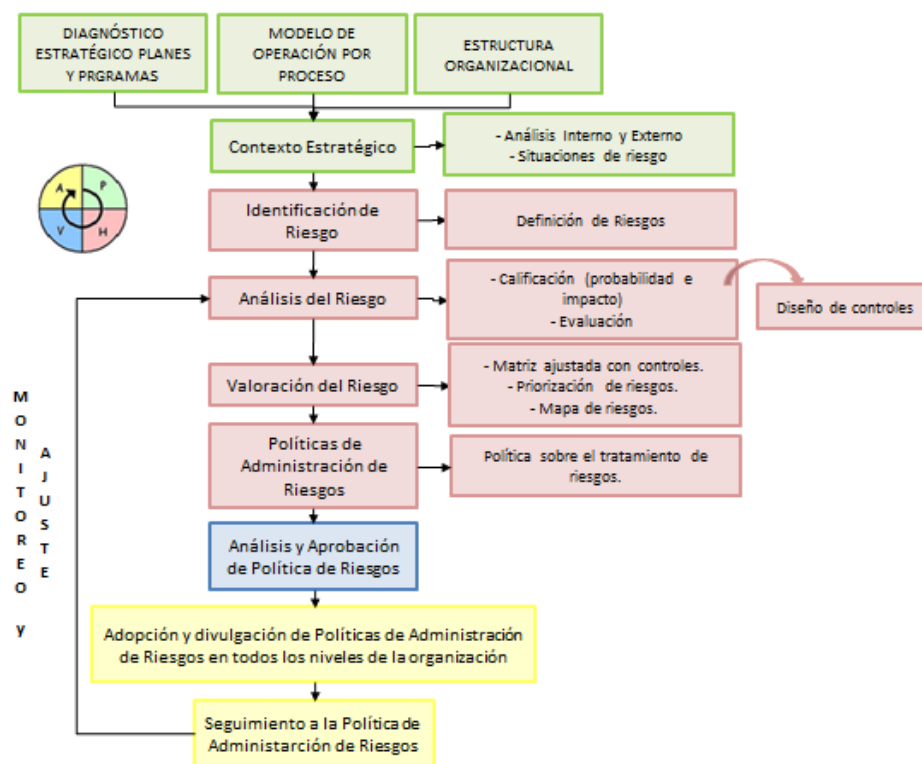 DIAGNÓSTICO
ESTRATÉGICO PLANES
Y PRGRAMAS
MODELO DE
OPERACIÓN POR
PROCESO
ESTRUCTURA
ORGANIZACIONAL
Contexto Estratégico
- Análisis Interno y Externo
- Situaciones de riesgo
A
P
V
H
Identificación de
Riesgo
Definición de Riesgos
Análisis del Riesgo
- Calificación (probabilidad e
impacto)
- Evaluación
Diseño de controles
Valoración del Riesgo
- Matriz ajustada con controles.
- Priorización de riesgos.
- Mapa de riesgos.
Políticas de
Administración de
Riesgos
Política sobre el tratamiento de
riesgos.
MONITOREO y
AJUSTE
Análisis y Aprobación
de Política de Riesgos
Adopción y divulgación de Políticas de Administración
de Riesgos en todos los niveles de la organización
Seguimiento a la Política de
Administarción de Riesgos